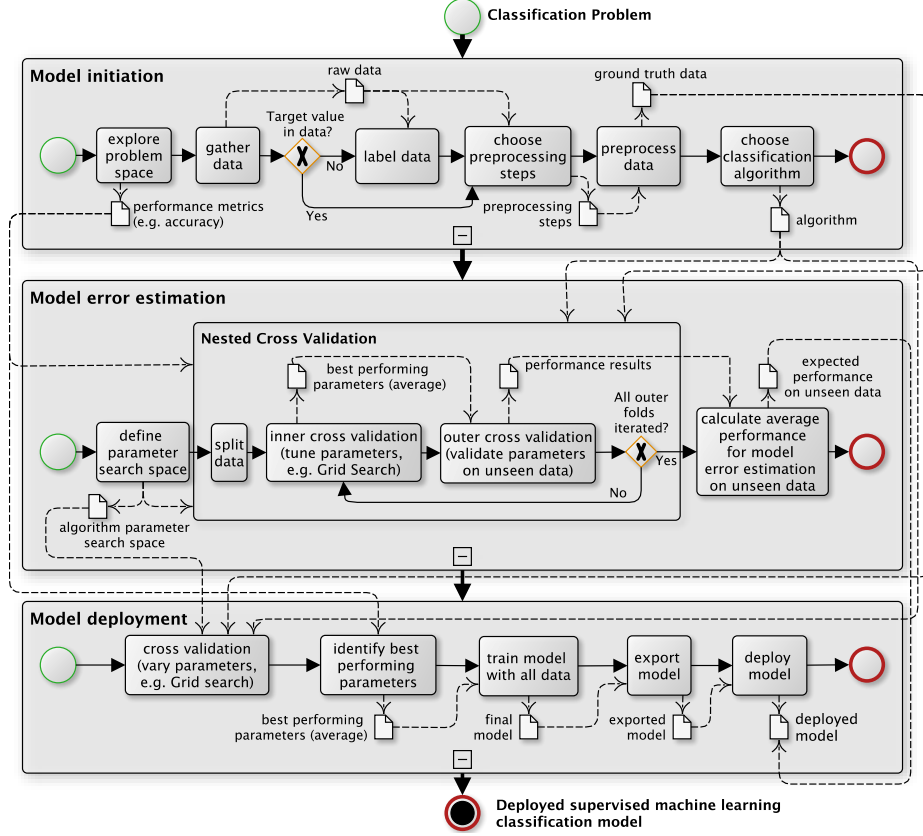 Classification Problem
Model initiation
raw data
ground truth data
Target value
in data?
explore
problem
space
gather
data
No
label data
choose
preprocessing
steps
preprocess
data
choose
classification
algorithm
Yes
performance metrics
(e.g. accuracy)
preprocessing
steps
algorithm
Model error estimation
Nested Cross Validation
best performing
parameters (average)
performance results
expected
performance
on unseen data
All outer
folds
iterated?
define
parameter
search space
split
data
inner cross validation
(tune parameters,
e.g. Grid Search)
outer cross validation
(validate parameters
on unseen data)
Yes
No
calculate average
performance
for model
error estimation
on unseen data
algorithm parameter
search space
Model deployment
cross validation
(vary parameters,
e.g. Grid search)
identify best
performing
parameters
train model
with all data
export
model
deploy
model
best performing
parameters (average)
final
model
exported
model
deployed
model
Deployed supervised machine learning
classification model